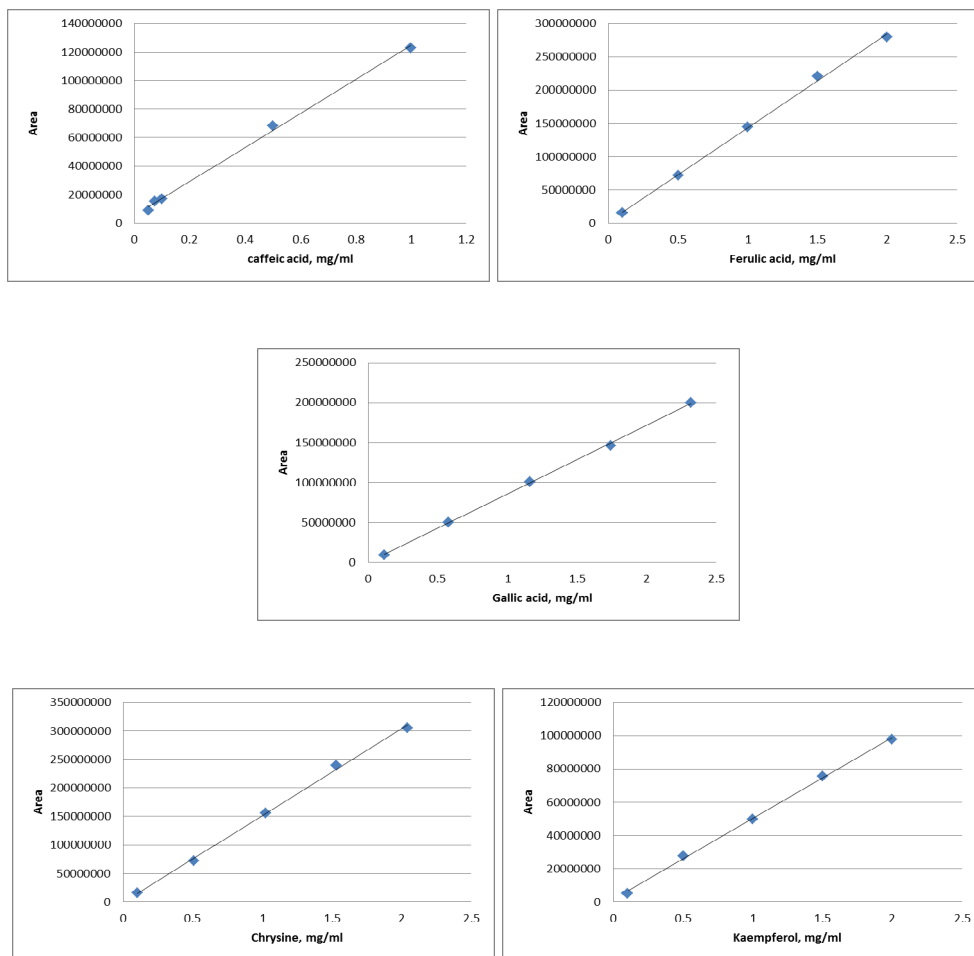 140000000
120000000
100000000
80000000
60000000
40000000
20000000
0
Area
0 0.2 0.4 0.6 0.8 1 1.2
caffeic acid, mg/ml
300000000
250000000
200000000
150000000
100000000
50000000
0
Area
0 0.5 1 1.5 2 2.5
Ferulic acid, mg/ml
250000000
200000000
150000000
100000000
50000000
0
Area
0 0.5 1 1.5 2 2.5
Gallic acid, mg/ml
350000000
300000000
250000000
200000000
150000000
100000000
50000000
0
Area
0 0.5 1 1.5 2 2.5
Chrysine, mg/ml
120000000
100000000
80000000
60000000
40000000
20000000
0
Area
0 0.5 1 1.5 2 2.5
Kaempferol, mg/ml